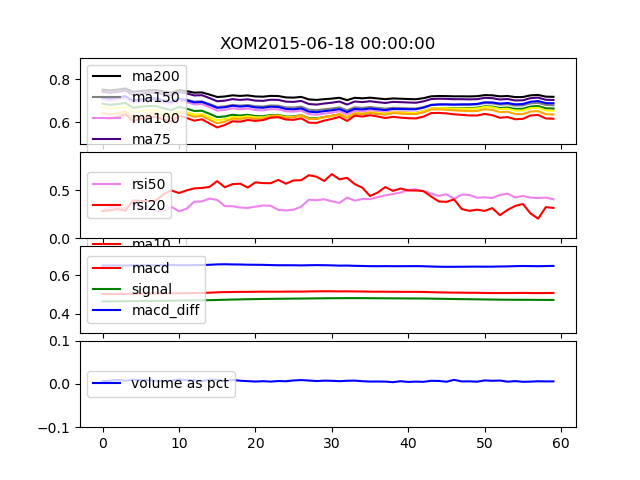 XOM2015-06-18 00:00:00
0.8
0.6
ma200
ma150
ma100
ma75
0.5
0.0
rsi50
rsi20
ma10
0.6
0.4
macd
signal
macd_diff
0.1
0.0
−0.1
volume as pct
0 10 20 30 40 50 60